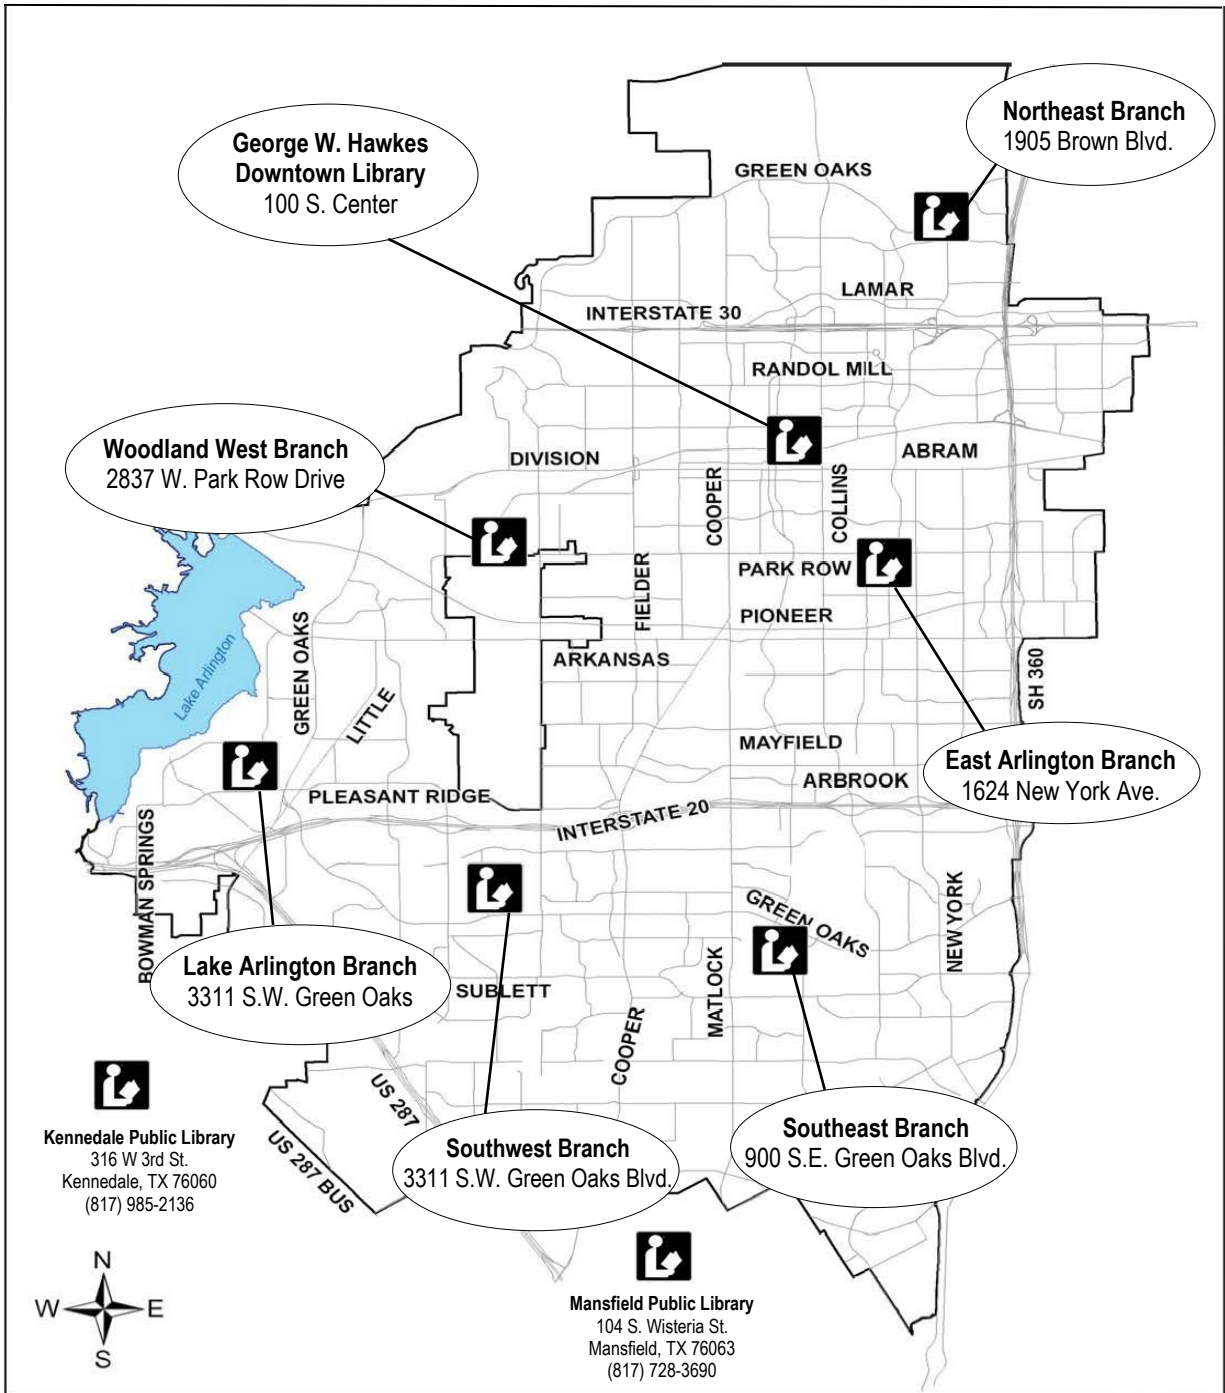 Northeast Branch
1905 Brown Blvd.
George W. Hawkes
Downtown Library
100 S. Center
GREEN OAKS
LAMAR
INTERSTATE 30
RANDOL MILL
Woodland West Branch
2837 W. Park Row Drive
DIVISION
ABRAM
COOPER
COLLINS
FIELDER
PARK ROW
PIONEER
ARKANSAS
Lake Arlington
GREEN OAKS
LITTLE
SH 360
MAYFIELD
ARBROOK
East Arlington Branch
1624 New York Ave.
PLEASANT RIDGE
INTERSTATE 20
BOWMAN SPRINGS
GREEN OAKS
NEW YORK
MATLOCK
Lake Arlington Branch
3311 S.W. Green Oaks
SUBLETT
COOPER
US 287
US 287 BUS
Southwest Branch
3311 S.W. Green Oaks Blvd.
Southeast Branch
900 S.E. Green Oaks Blvd.
Kennedale Public Library
316 W 3rd St.
Kennedale, TX 76060
(817) 985-2136
N
W
E
S
Mansfield Public Library
104 S. Wisteria St.
Mansfield, TX 76063
(817) 728-3690